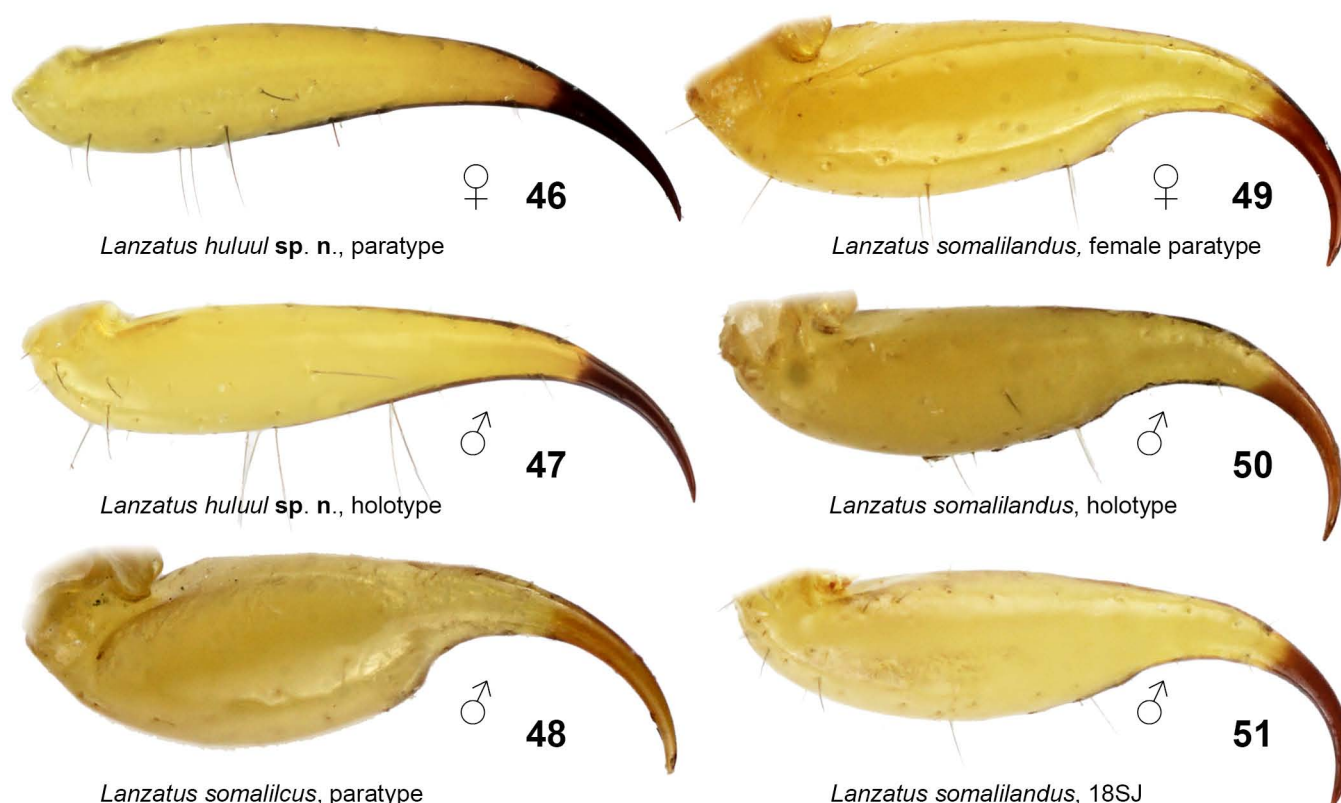 ♀ 46
Lanzatus huluul sp. n., paratype
♀ 49
Lanzatus somalilandus, female paratype
♂ 47
Lanzatus huluul sp. n., holotype
♂ 50
Lanzatus somalilandus, holotype
♂ 48
Lanzatus somalilcus, paratype
♂ 51
Lanzatus somalilandus, 18SJ